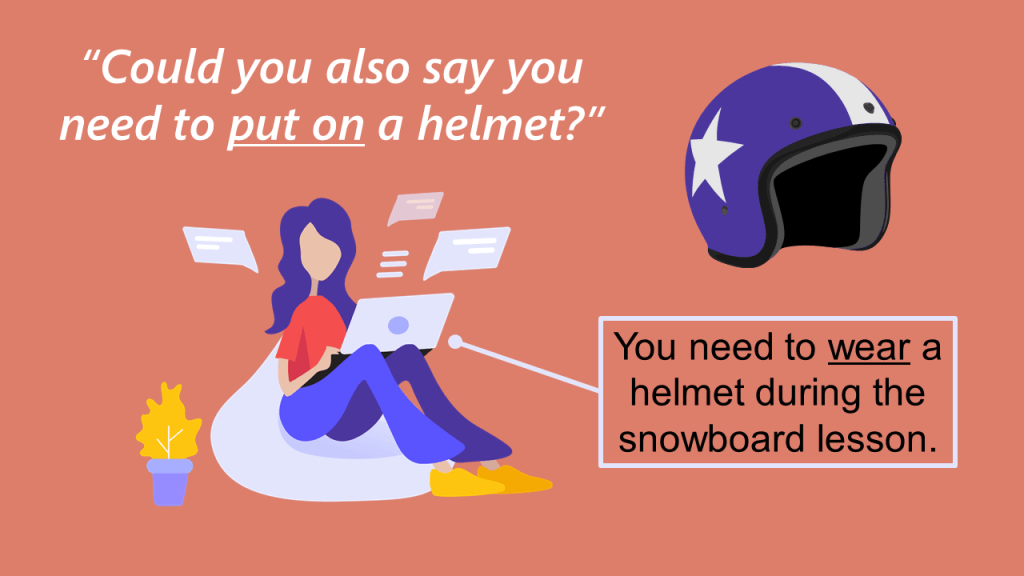 “Could you also say you
need to put on a helmet?”
You need to wear a
helmet during the
snowboard lesson.